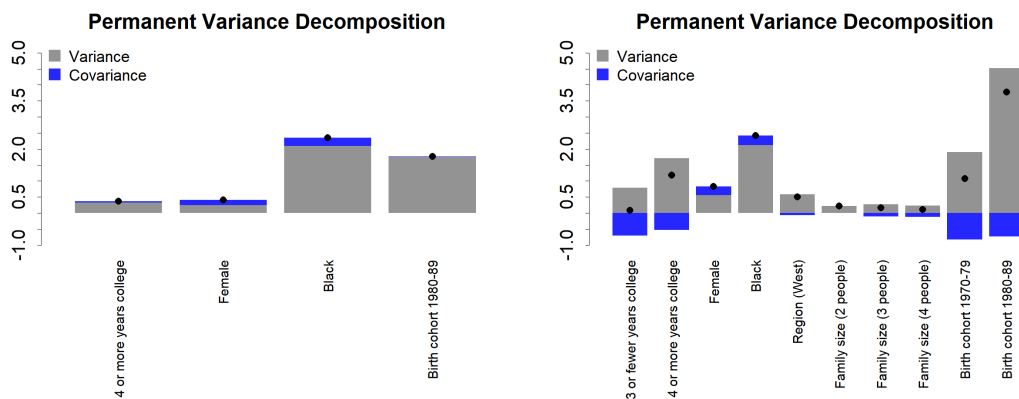 Permanent Variance Decomposition
5.0
3.5
2.0
0.5
-1.0
Variance
Covariance
4 or more years college
Female
Black
Birth cohort 1980-89
Permanent Variance Decomposition
5.0
3.5
2.0
0.5
-1.0
Variance
Covariance
3 or fewer years college
4 or more years college
Female
Black
Region (West)
Family size (2 people)
Family size (3 people)
Family size (4 people)
Birth cohort 1970-79
Birth cohort 1980-89